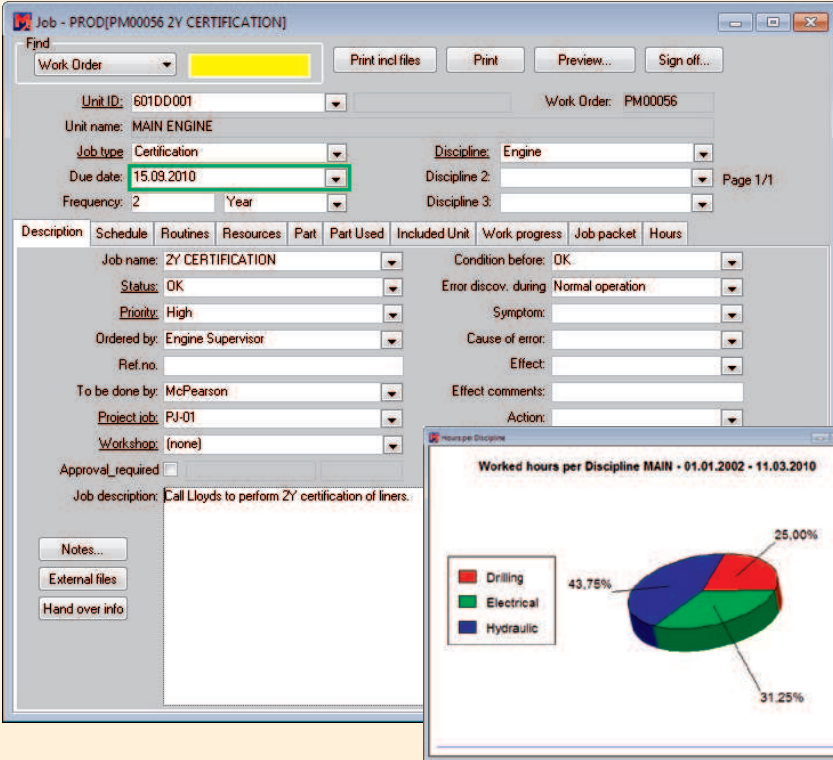 Job - PROD[PM00056 2Y CERTIFICATION]
Find
Work Order
Print incl files Print Preview... Sign off...
Unit ID: 601DD001 Work Order: PM00056
Unit name: MAIN ENGINE
Job type Certification Discipline: Engine
Due date: 15.09.2010 Discipline 2: Page 1/1
Frequency: 2 Year Discipline 3:
Description Schedule Routines Resources Part Part Used Included Unit Work progress Job packet Hours
Job name: 2Y CERTIFICATION Condition before: OK
Status: OK Error discov. during Normal operation
Priority: High Symptom:
Ordered by: Engine Supervisor Cause of error:
Ref.no. Effect:
To be done by: McPearson Effect comments:
Project job: PJ-01 Action:
Workshop: (none)
Approval_required
Job description: Call Lloyds to perform 2Y certification of liners.
Notes...
External files
Hand over info
Hours per Discipline
Worked hours per Discipline MAIN - 01.01.2002 - 11.03.2010
25,00%
43,75%
Drilling
Electrical
Hydraulic
31,25%